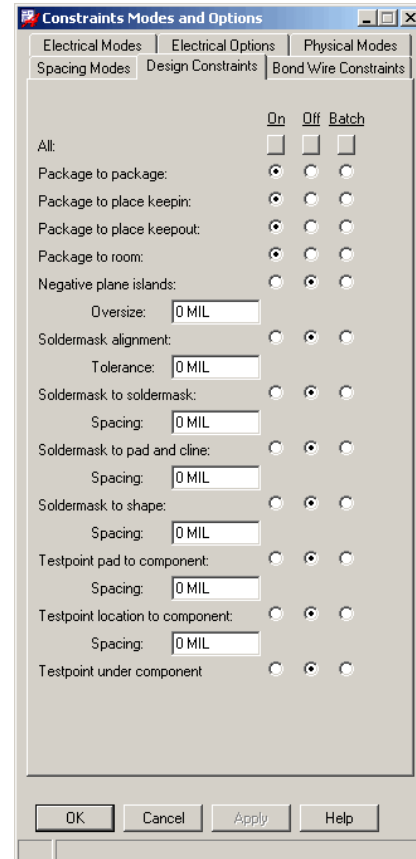 Constraints Modes and Options
Electrical Modes Electrical Options Physical Modes
Spacing Modes Design Constraints Bond Wire Constraints
On Off Batch
All:
Package to package:
Package to place keepin:
Package to place keepout:
Package to room:
Negative plane islands:
Oversize: 0 MIL
Soldermask alignment:
Tolerance: 0 MIL
Soldermask to soldermask:
Spacing: 0 MIL
Soldermask to pad and cline:
Spacing: 0 MIL
Soldermask to shape:
Spacing: 0 MIL
Testpoint pad to component:
Spacing: 0 MIL
Testpoint location to component:
Spacing: 0 MIL
Testpoint under component
OK Cancel Apply Help